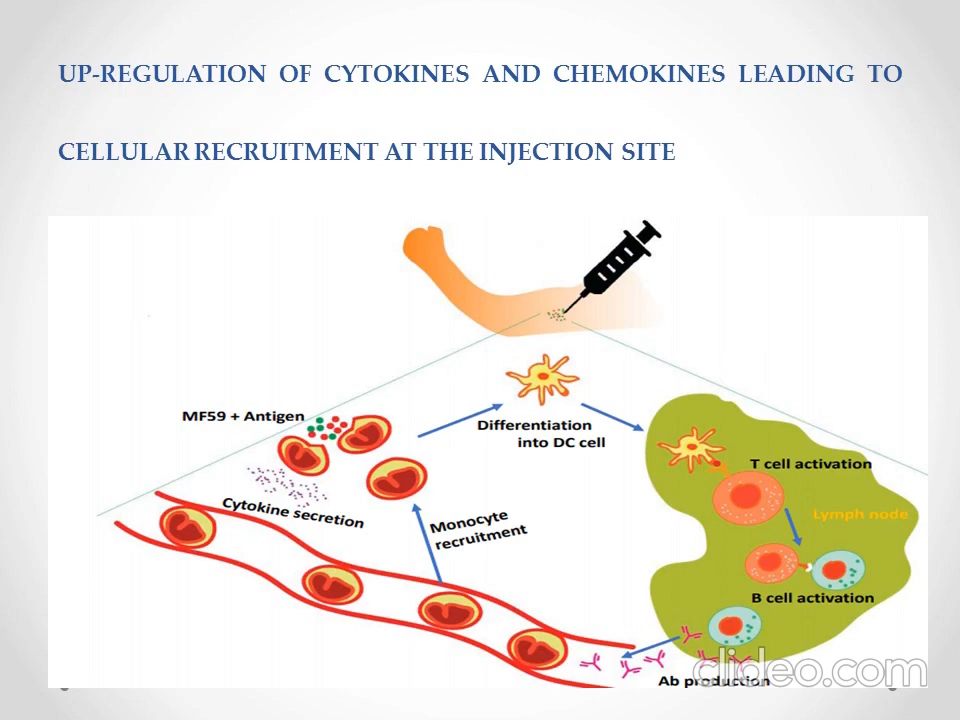 UP-REGULATION OF CYTOKINES AND CHEMOKINES LEADING TO
CELLULAR RECRUITMENT AT THE INJECTION SITE
MF59 + Antigen
Differentiation
into DC cell
T cell activation
Cytokine secretion
Monocyte
recruitment
Lymph node
B cell activation
Ab production
clideo.com